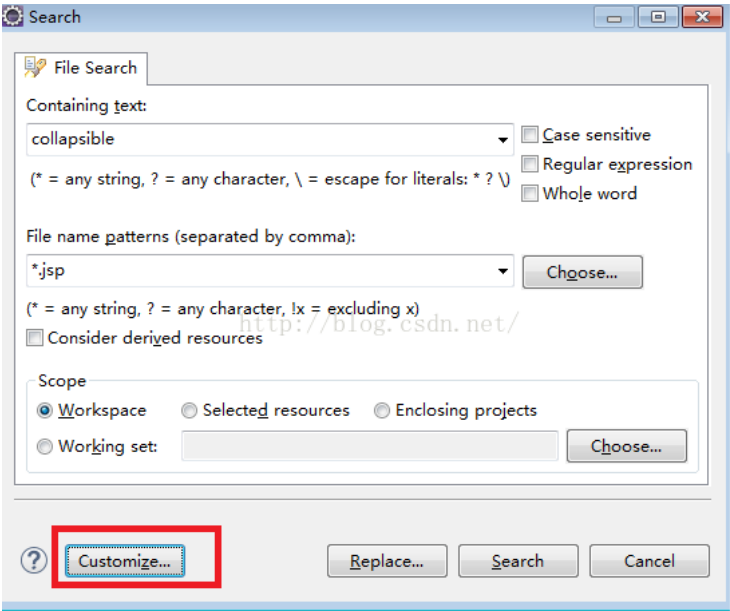 Search
File Search
Containing text:
collapsible
Case sensitive
Regular expression
(* = any string, ? = any character, \ = escape for literals: * ? \)
Whole word
File name patterns (separated by comma):
*.jsp
Choose...
(* = any string, ? = any character, !x = excluding x)
http://blog.csdn.net/
Consider derived resources
Scope
Workspace Selected resources Enclosing projects
Working set: Choose...
? Customize... Replace... Search Cancel